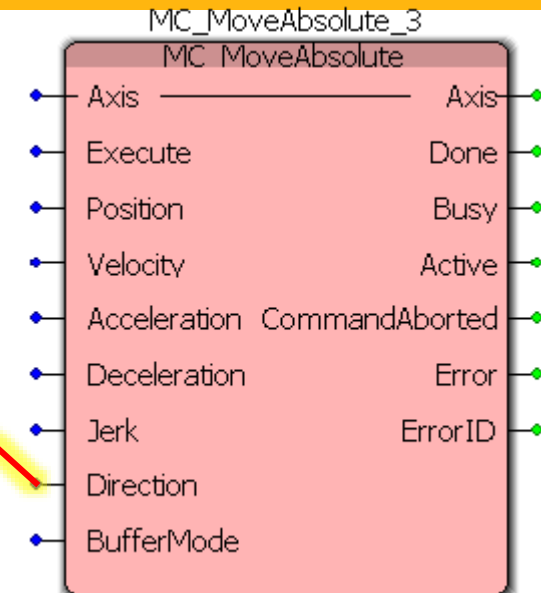 MC_MoveAbsolute_3
MC_MoveAbsolute
Axis Axis
Execute Done
Position Busy
Velocity Active
Acceleration CommandAborted
Deceleration Error
Jerk ErrorID
Direction
BufferMode